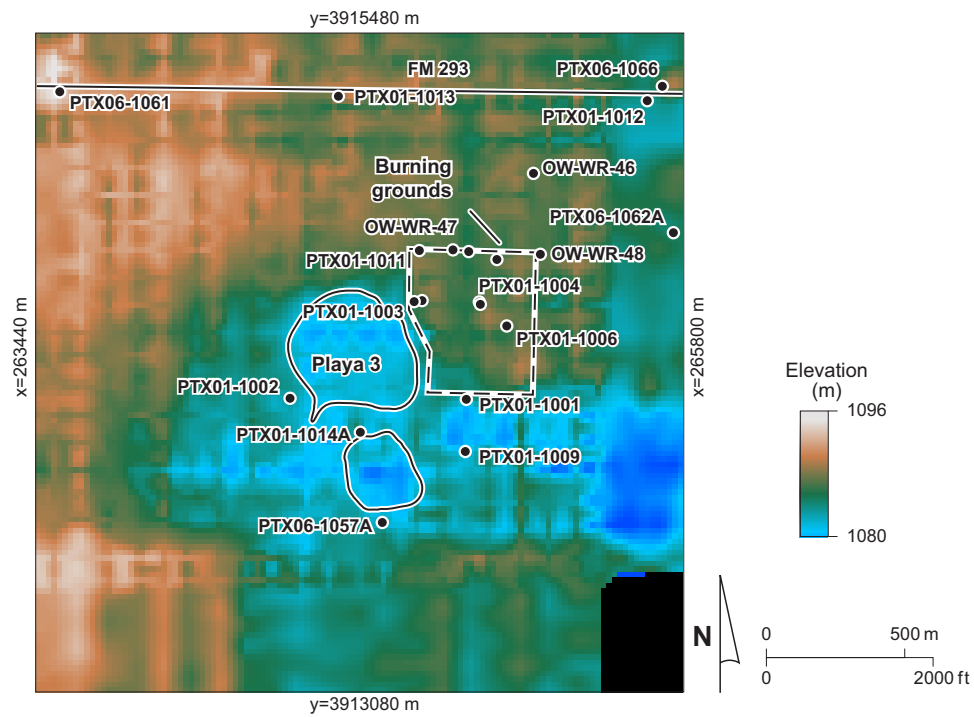 y=3915480 m
FM 293
PTX06-1066
PTX06-1061
PTX01-1013
PTX01-1012
Burning
grounds
OW-WR-46
PTX06-1062A
OW-WR-47
PTX01-1011
OW-WR-48
PTX01-1004
PTX01-1003
PTX01-1006
x=263440 m
x=265800 m
Playa 3
PTX01-1002
PTX01-1001
PTX01-1014A
PTX01-1009
PTX06-1057A
y=3913080 m
Elevation
(m)
1096
1080
N
0 500 m
0 2000 ft